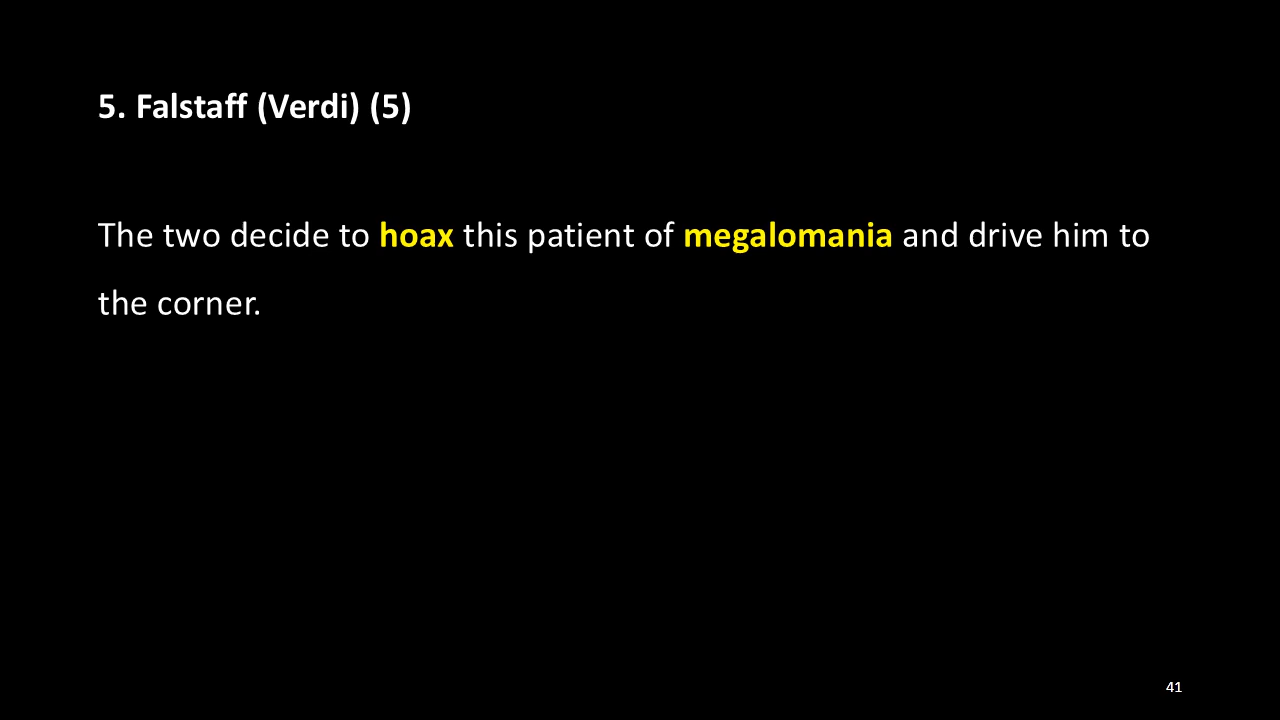 5. Falstaff (Verdi) (5)
The two decide to hoax this patient of megalomania and drive him to
the corner.
41